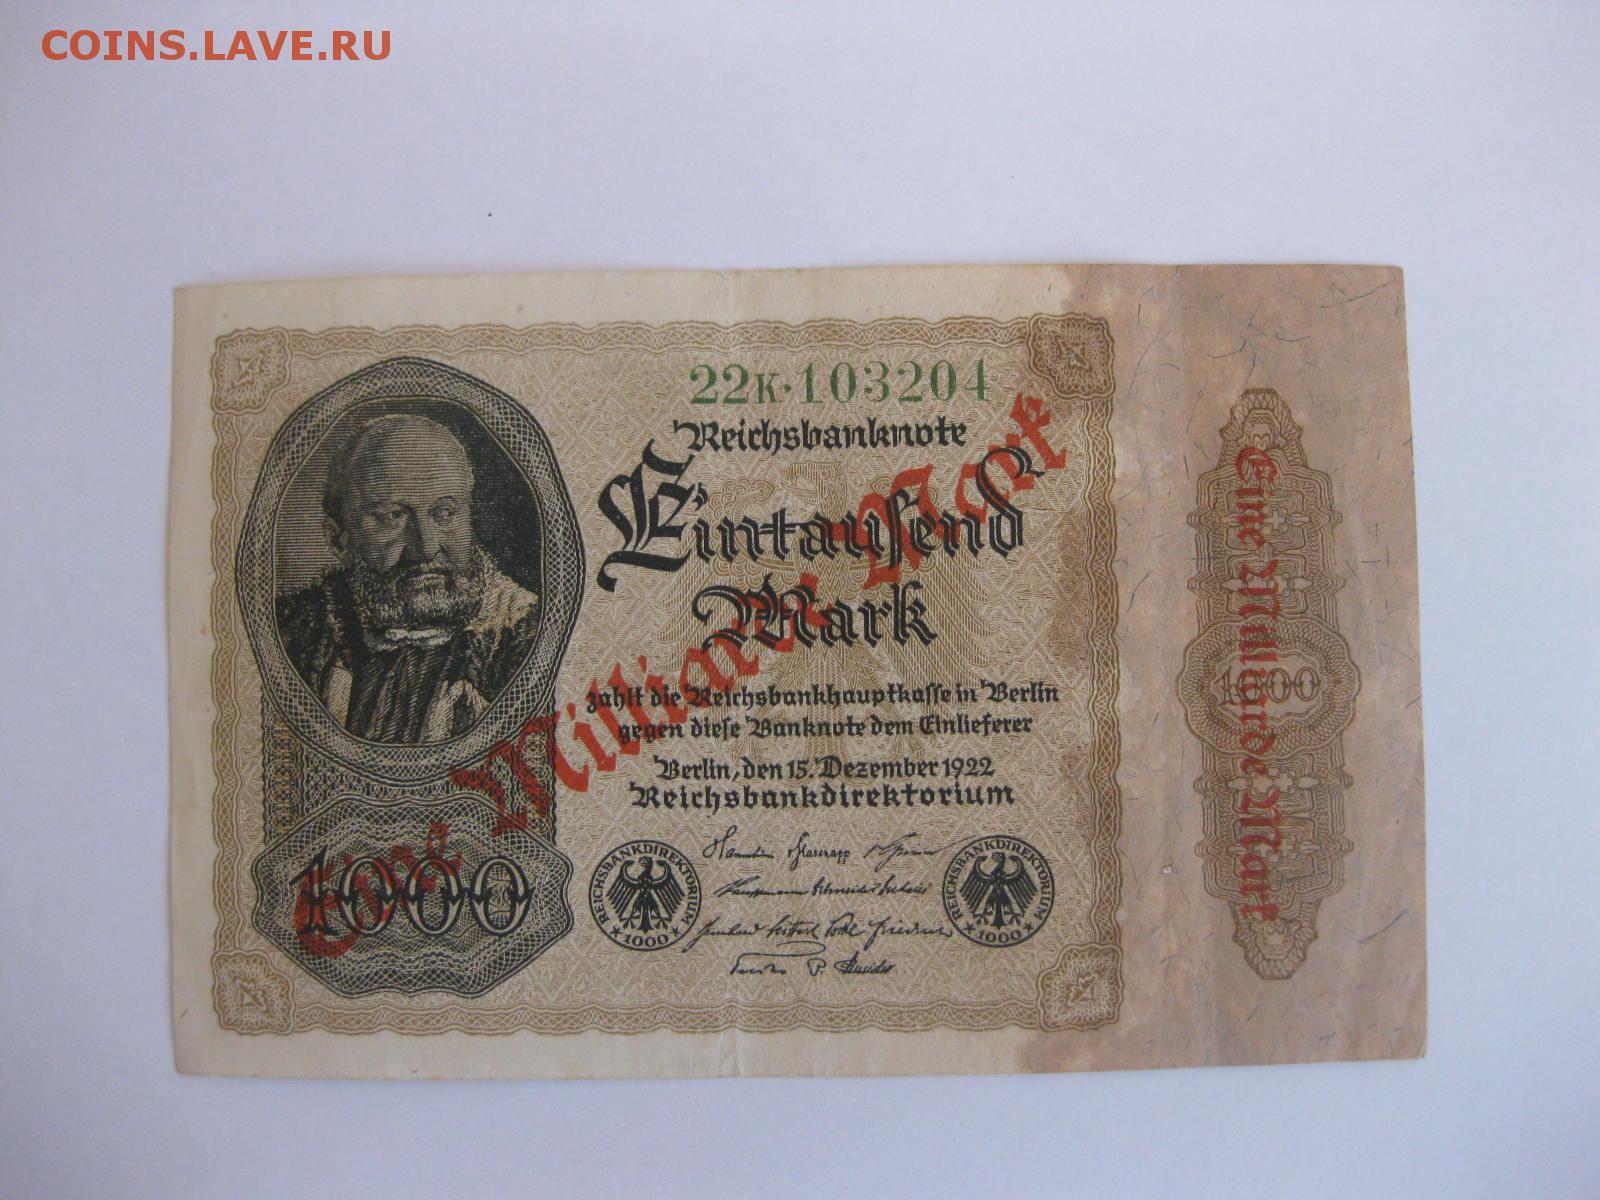 COINS.LAVE.RU
22K·103204
Reichsbanknote
Eintausend
Mark
zahlt die Reichsbankhauptkasse in Berlin
gegen diese Banknote dem Einlieferer
Berlin, den 15. Dezember 1922
Reichsbankdirektorium
Eine Milliarde Mark
1000
REICHSBANKDIREKTORIUM
1000
REICHSBANKDIREKTORIUM
1000
Eine Milliarde Mark
1000